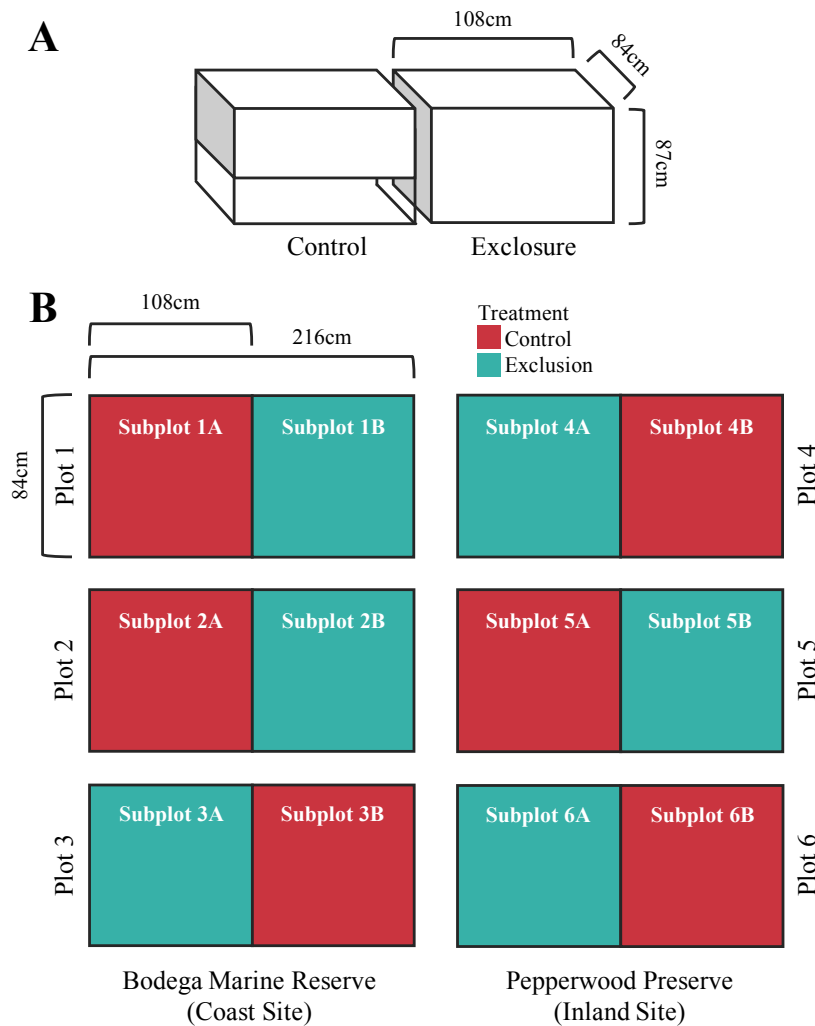 A
108cm
84cm
87cm
Control
Exclosure
B
108cm
216cm
Treatment
Control
Exclusion
84cm
Plot 1
Subplot 1A
Subplot 1B
Subplot 4A
Subplot 4B
Plot 4
Plot 2
Subplot 2A
Subplot 2B
Subplot 5A
Subplot 5B
Plot 5
Plot 3
Subplot 3A
Subplot 3B
Subplot 6A
Subplot 6B
Plot 6
Bodega Marine Reserve
(Coast Site)
Pepperwood Preserve
(Inland Site)